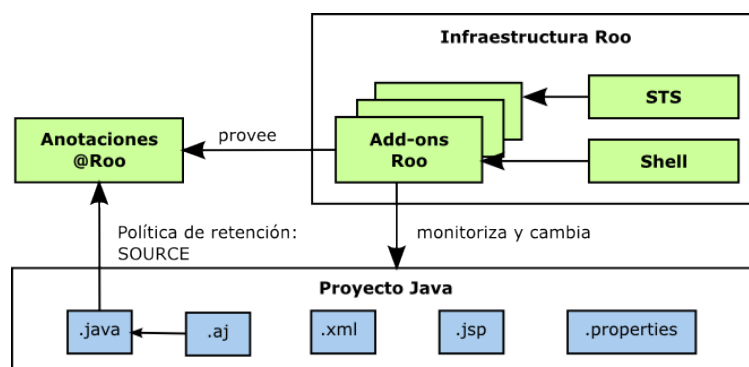 Infraestructura Roo
STS
Anotaciones
@Roo
provee
Add-ons
Roo
Shell
Política de retención:
SOURCE
monitoriza y cambia
Proyecto Java
.java
.aj
.xml
.jsp
.properties